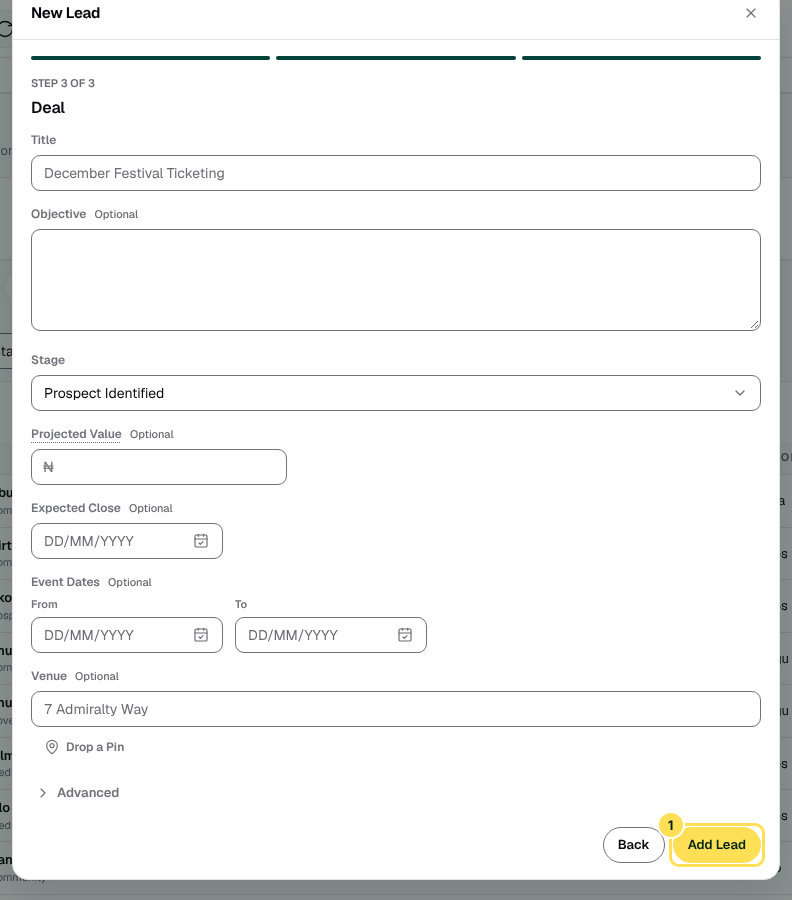 New Lead
STEP 3 OF 3
Deal
Title
December Festival Ticketing
Objective Optional
Stage
Prospect Identified
Projected Value Optional
₦
Expected Close Optional
DD/MM/YYYY
Event Dates Optional
From To
DD/MM/YYYY DD/MM/YYYY
Venue Optional
7 Admiralty Way
Drop a Pin
Advanced
1
Back Add Lead